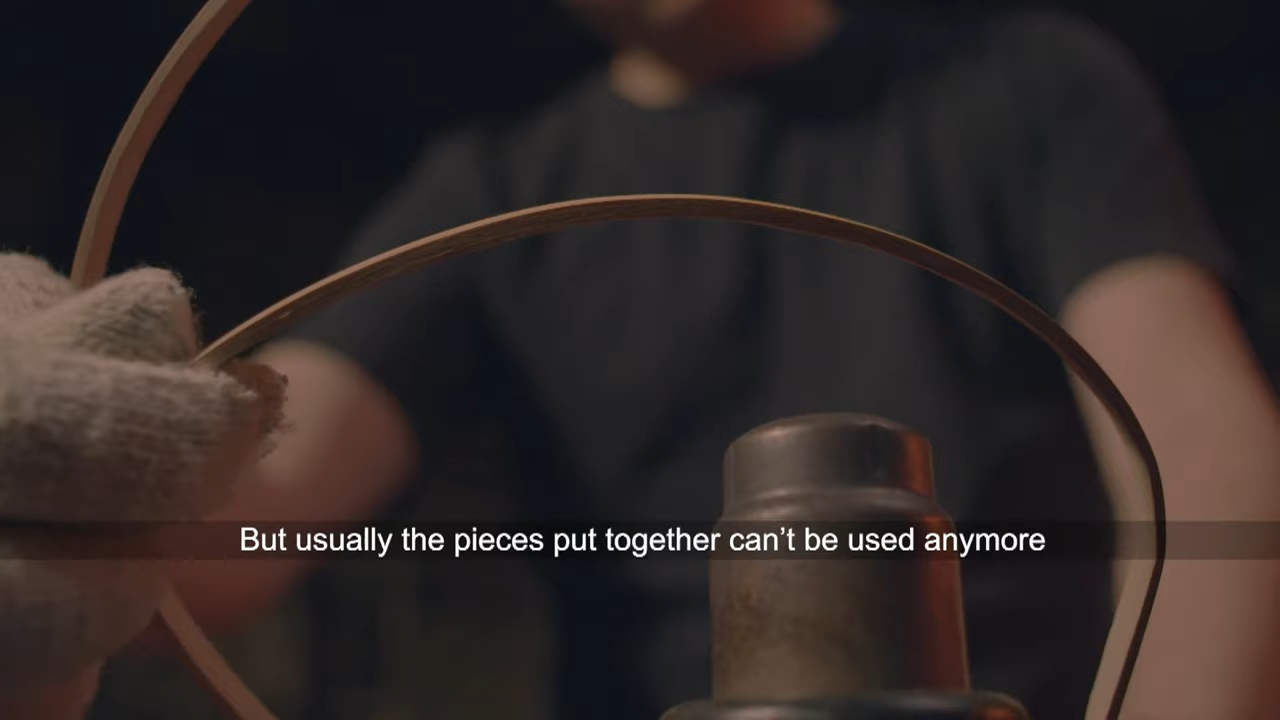 But usually the pieces put together can’t be used anymore